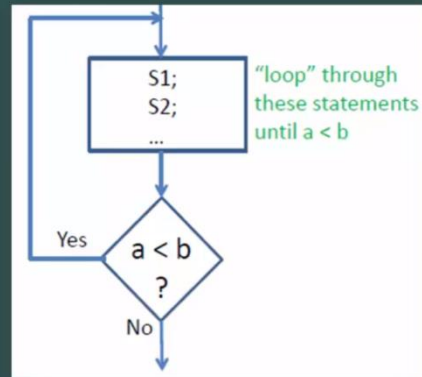 S1;
S2;
...
“loop” through
these statements
until a < b
Yes
a < b
?
No